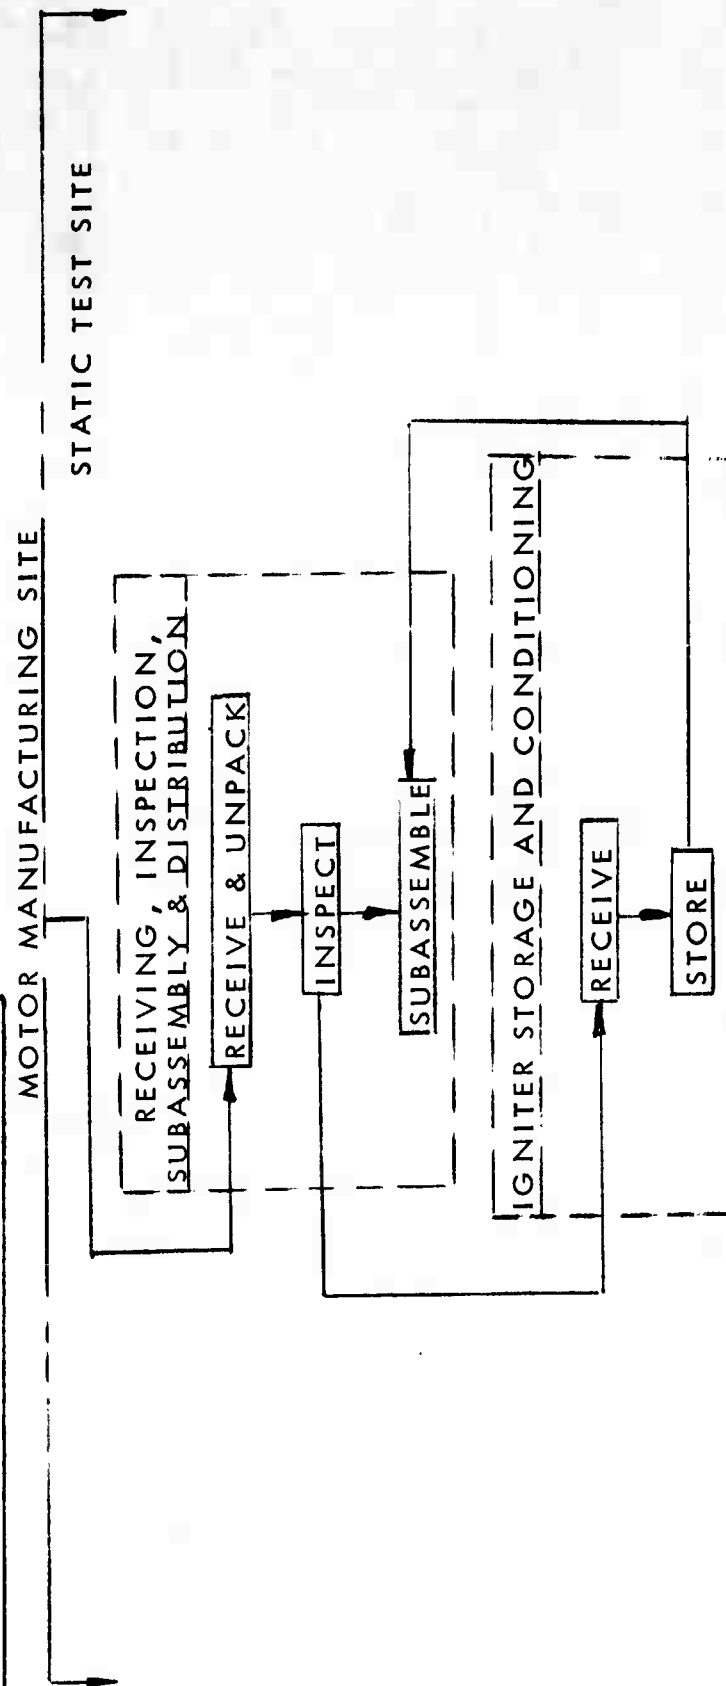 MOTOR MANUFACTURING SITE
STATIC TEST SITE
RECEIVING, INSPECTION,
SUBASSEMBLY & DISTRIBUTION
RECEIVE & UNPACK
INSPECT
SUBASSEMBLE
IGNITER STORAGE AND CONDITIONING
RECEIVE
STORE